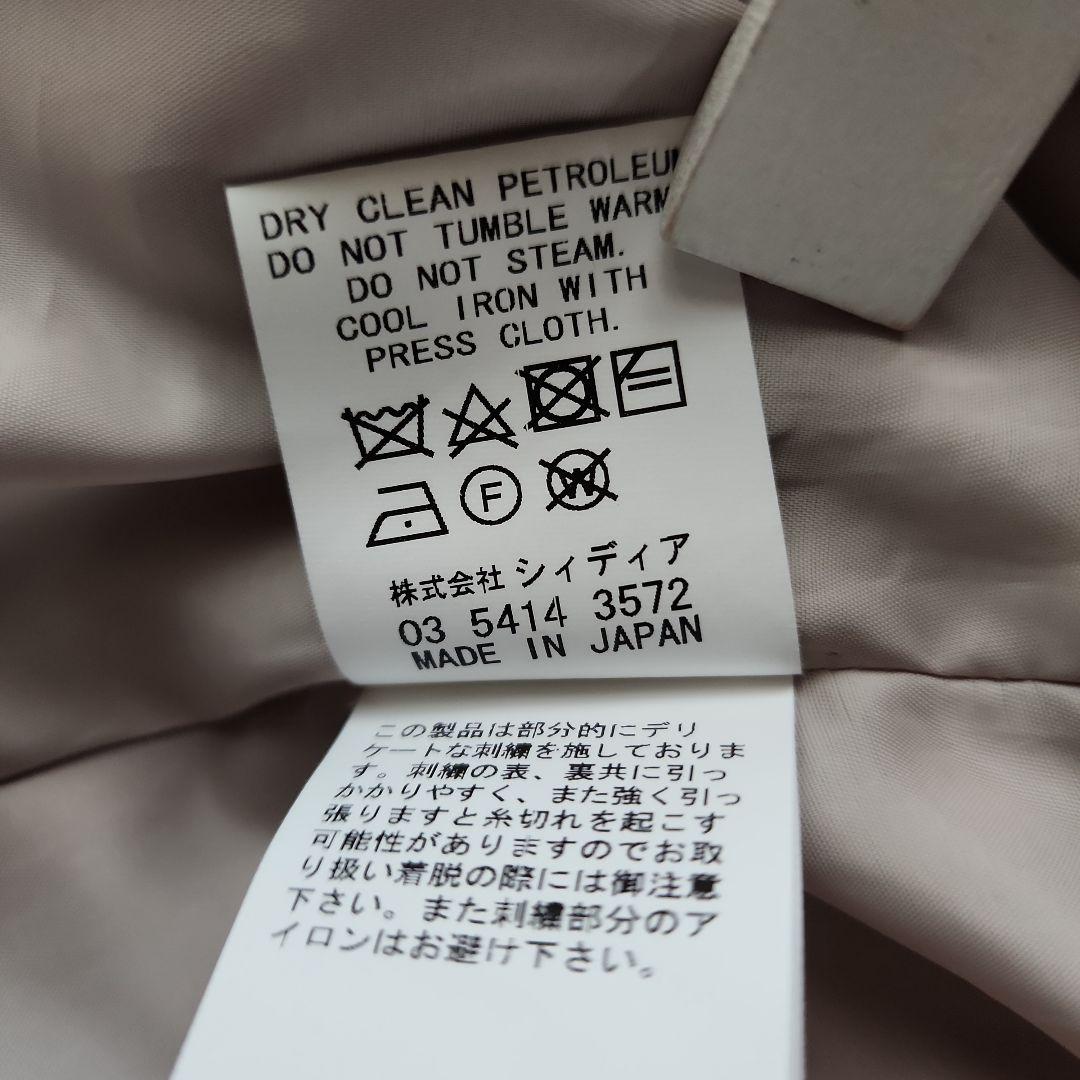 DRY CLEAN PETROLEUM
DO NOT TUMBLE WARM
DO NOT STEAM.
COOL IRON WITH
PRESS CLOTH.
F
W
株式会社 シィディア
03 5414 3572
MADE IN JAPAN
この製品は部分的にデリ
ケートな刺繍を施しておりま
す。刺繍の表、裏共に引っ
かかりやすく、また強く引っ
張りますと糸切れを起こす
可能性がありますのでお取
り扱い着脱の際には御注意
下さい。また刺繍部分のア
イロンはお避け下さい。